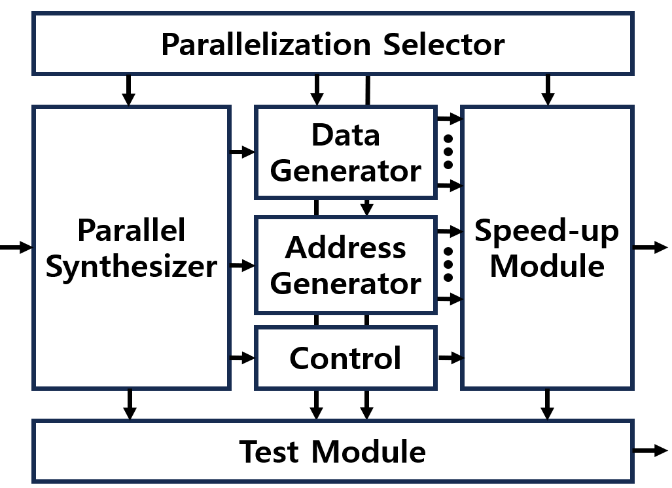 Parallelization Selector
Data
Generator
Parallel
Synthesizer
Address
Generator
Speed-up
Module
Control
Test Module